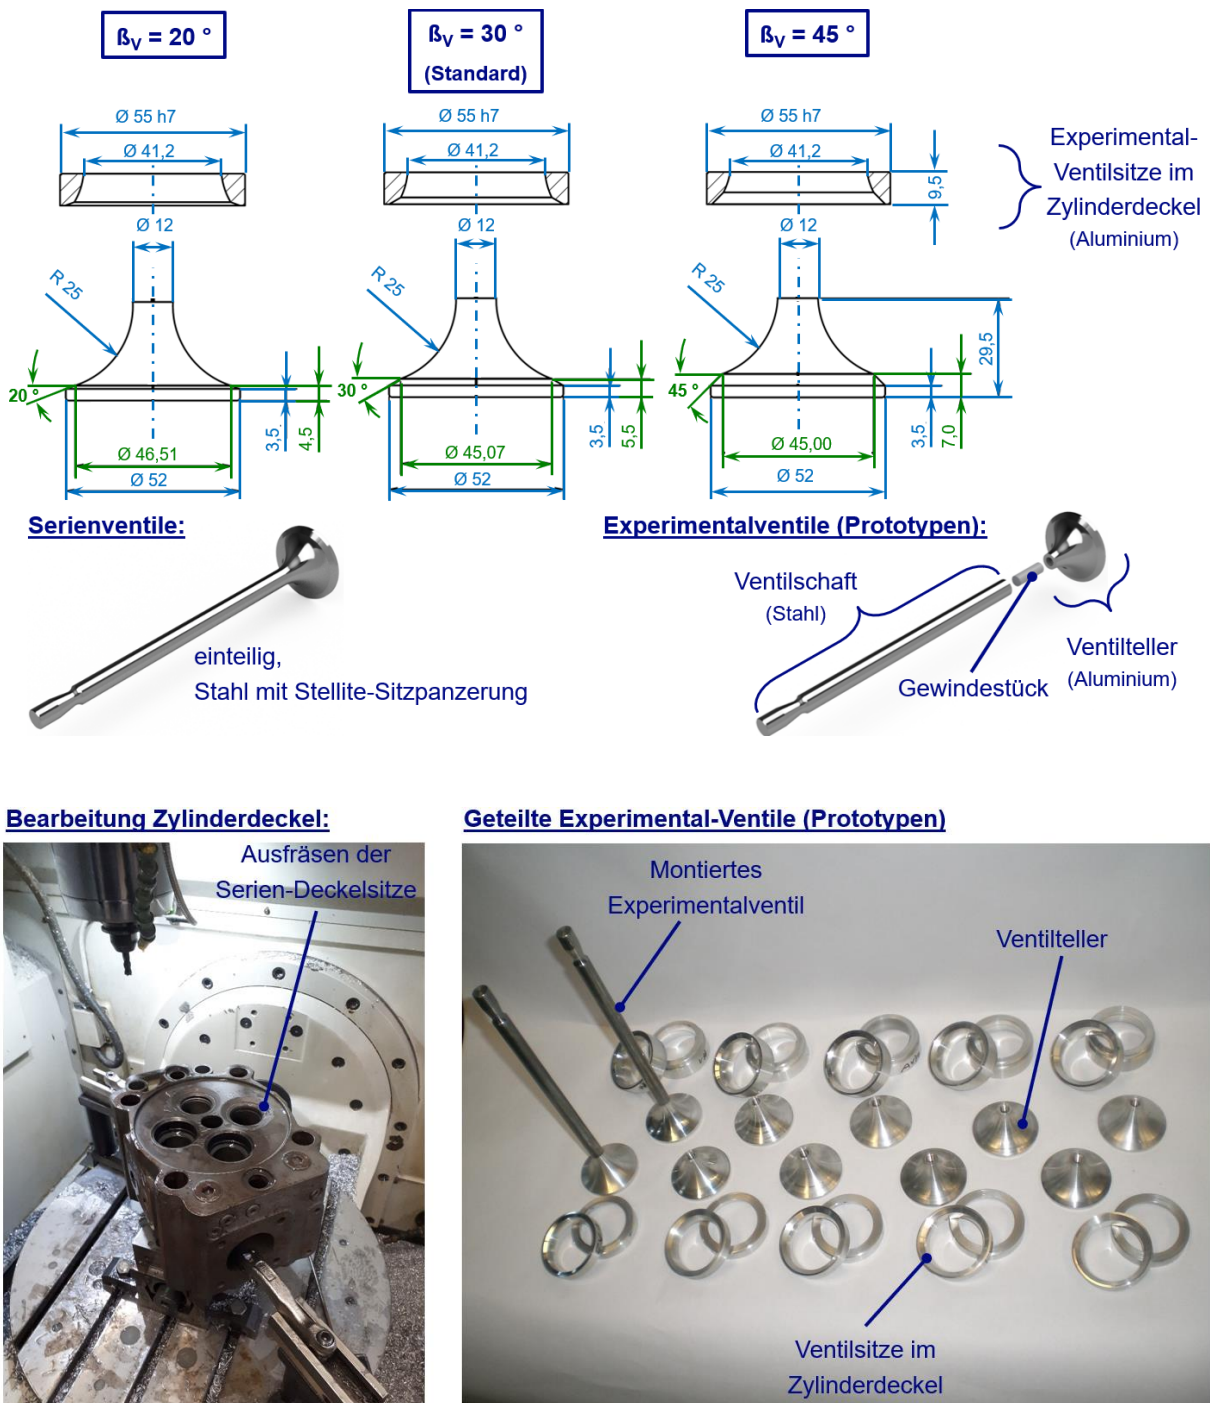 ßV = 20 °
ßV = 30 °
(Standard)
ßV = 45 °
Ø 55 h7
Ø 41,2
Ø 55 h7
Ø 41,2
Ø 55 h7
Ø 41,2
9,5
Experimental-
Ventilsitze im
Zylinderdeckel
(Aluminium)
Ø 12
R 25
20 °
3,5
4,5
Ø 46,51
Ø 52
Ø 12
R 25
30 °
3,5
5,5
Ø 45,07
Ø 52
Ø 12
R 25
29,5
45 °
3,5
7,0
Ø 45,00
Ø 52
Serienventile:
einteilig,
Stahl mit Stellite-Sitzpanzerung
Experimentalventile (Prototypen):
Ventilschaft
(Stahl)
Gewindestück
Ventilteller
(Aluminium)
Bearbeitung Zylinderdeckel:
Ausfräsen der
Serien-Deckelsitze
Geteilte Experimental-Ventile (Prototypen)
Montiertes
Experimentalventil
Ventilteller
Ventilsitze im
Zylinderdeckel